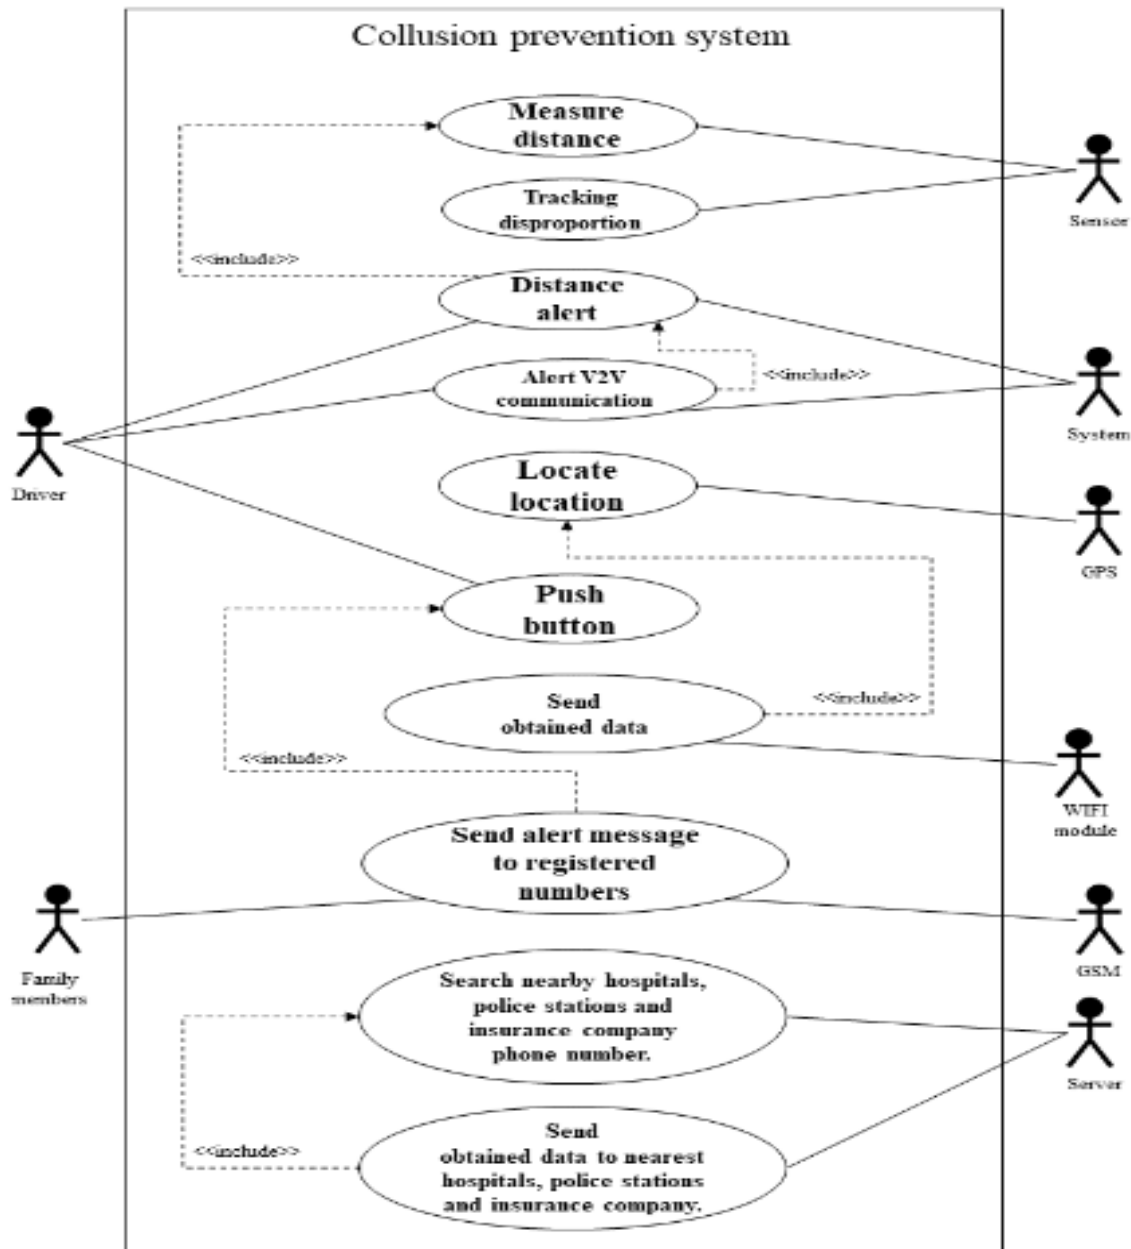 Collusion prevention system
Measure
distance
Tracking
disproportion
Sensor
<<include>>
Distance
alert
Alert V2V
communication
<<include>>
System
Driver
Locate
location
GPS
Push
button
Send
obtained data
<<include>>
<<include>>
WIFI
module
Send alert message
to registered
numbers
Family
members
GSM
Search nearby hospitals,
police stations and
insurance company
phone number.
Server
<<include>>
Send
obtained data to nearest
hospitals, police stations
and insurance company.